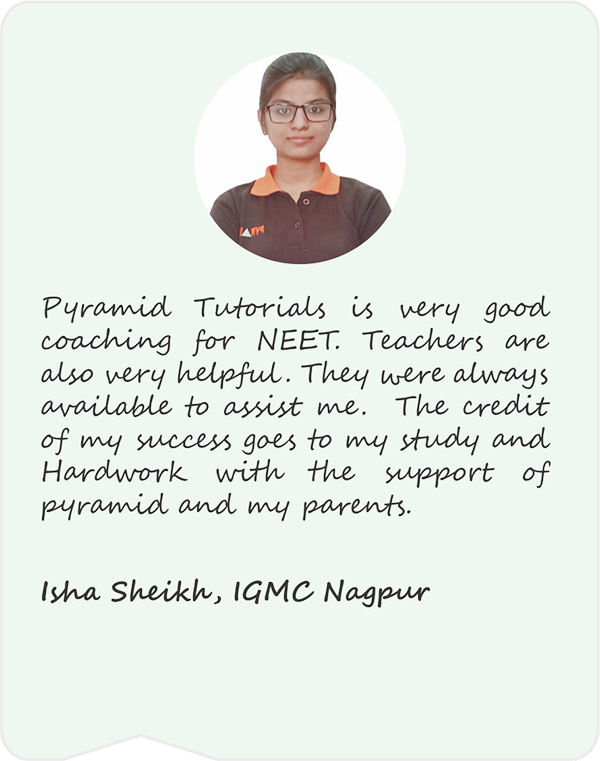 Pyramid Tutorials is very good
coaching for NEET. Teachers are
also very helpful. They were always
available to assist me. The credit
of my success goes to my study and
Hardwork with the support of
pyramid and my parents.
Isha Sheikh, IGMC Nagpur